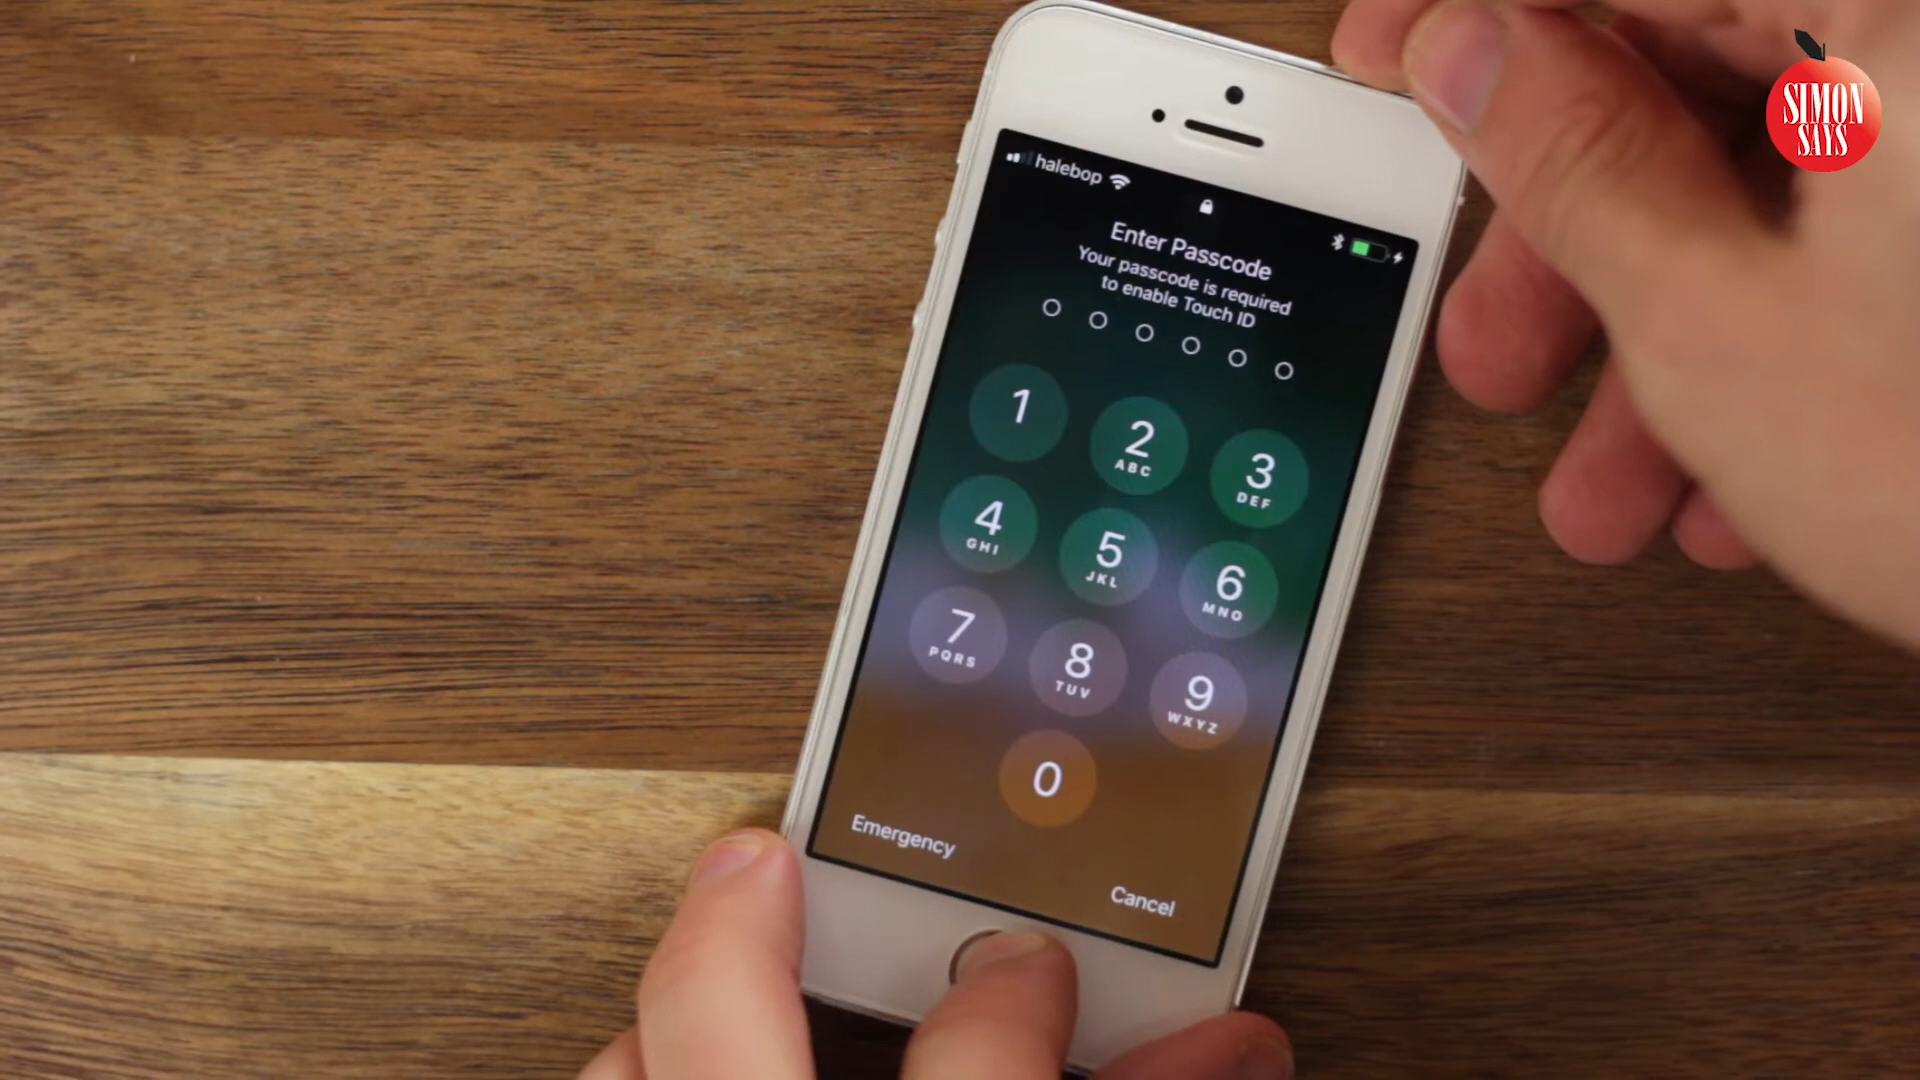 SIMON
SAYS
halebop
Enter Passcode
Your passcode is required
to enable Touch ID
1
2
ABC
3
DEF
4
GHI
5
JKL
6
MNO
7
PQRS
8
TUV
9
WXYZ
0
Emergency
Cancel